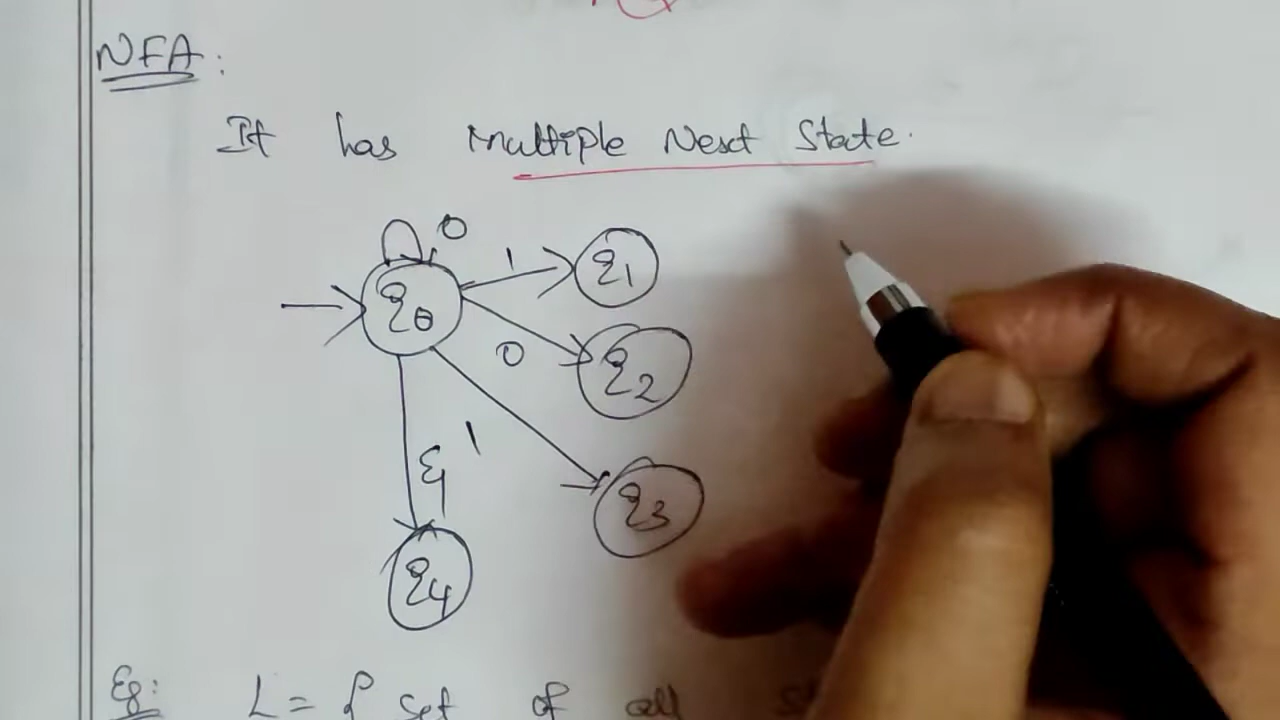 NFA:
It has Multiple Next State.
0
1
q0
q1
0
q2
1
ε
q3
q4
Eg: L = { set of all